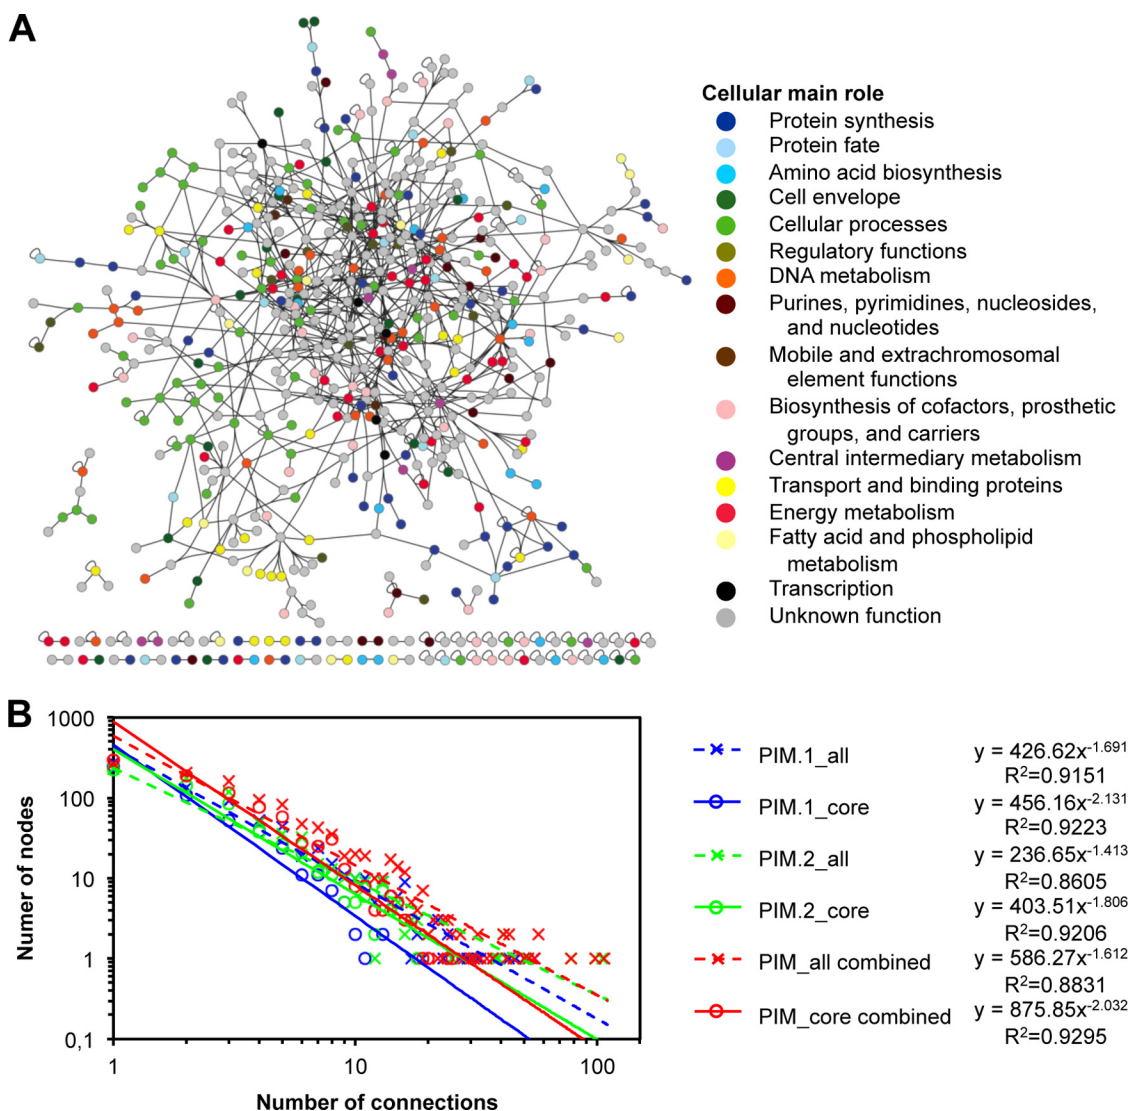 A
Cellular main role
Protein synthesis
Protein fate
Amino acid biosynthesis
Cell envelope
Cellular processes
Regulatory functions
DNA metabolism
Purines, pyrimidines, nucleosides,
and nucleotides
Mobile and extrachromosomal
element functions
Biosynthesis of cofactors, prosthetic
groups, and carriers
Central intermediary metabolism
Transport and binding proteins
Energy metabolism
Fatty acid and phospholipid
metabolism
Transcription
Unknown function
B
Numer of nodes
1000
100
10
1
0,1
1
10
100
Number of connections
PIM.1_all y = 426.62x^-1.691
R²=0.9151
PIM.1_core y = 456.16x^-2.131
R²=0.9223
PIM.2_all y = 236.65x^-1.413
R²=0.8605
PIM.2_core y = 403.51x^-1.806
R²=0.9206
PIM_all combined y = 586.27x^-1.612
R²=0.8831
PIM_core combined y = 875.85x^-2.032
R²=0.9295